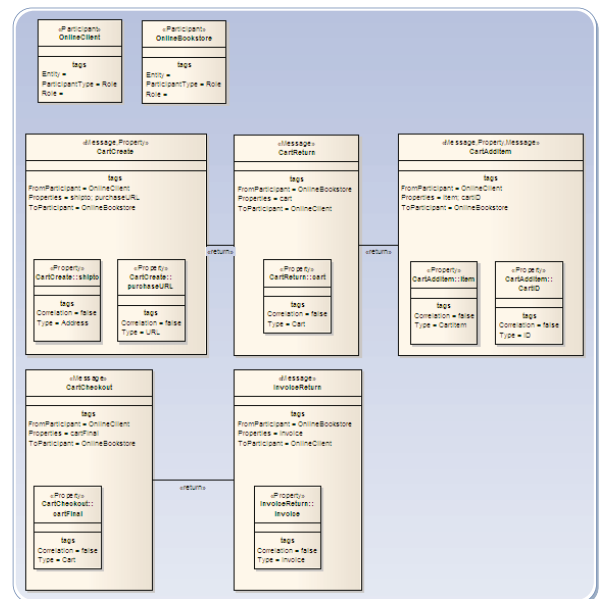 «Participant»
OnlineClient
tags
Entity =
ParticipantType = Role
Role =
«Participant»
OnlineBookstore
tags
Entity =
ParticipantType = Role
Role =
«Message,Property»
CartCreate
tags
FromParticipant = OnlineClient
Properties = shipto; purchaseURL
ToParticipant = OnlineBookstore
«Property»
CartCreate::shipto
tags
Correlation = false
Type = Address
«Property»
CartCreate::
purchaseURL
tags
Correlation = false
Type = URL
«return»
«Message»
CartReturn
tags
FromParticipant = OnlineBookstore
Properties = cart
ToParticipant = OnlineClient
«Property»
CartReturn::cart
tags
Correlation = false
Type = Cart
«return»
«Message,Property,Message»
CartAddItem
tags
FromParticipant = OnlineClient
Properties = item; cartID
ToParticipant = OnlineBookstore
«Property»
CartAddItem::item
tags
Correlation = false
Type = CartItem
«Property»
CartAddItem::
CartID
tags
Correlation = false
Type = ID
«Message»
CartCheckout
tags
FromParticipant = OnlineClient
Properties = cartFinal
ToParticipant = OnlineBookstore
«Property»
CartCheckout::
cartFinal
tags
Correlation = false
Type = Cart
«return»
«Message»
InvoiceReturn
tags
FromParticipant = OnlineBookstore
Properties = invoice
ToParticipant = OnlineClient
«Property»
InvoiceReturn::
invoice
tags
Correlation = false
Type = Invoice